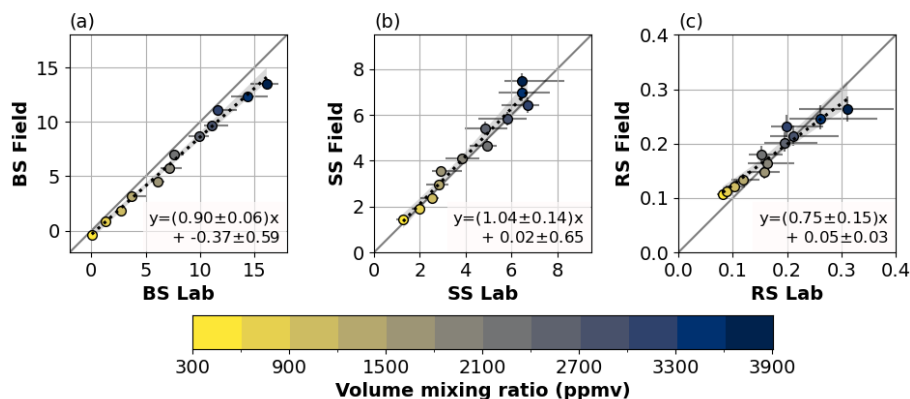 (a)
15
10
5
0
0 5 10 15
BS Field
BS Lab
y=(0.90±0.06)x
+ -0.37±0.59
(b)
8
6
4
2
0
0 2 4 6 8
SS Field
SS Lab
y=(1.04±0.14)x
+ 0.02±0.65
(c)
0.4
0.3
0.2
0.1
0.0
0.0 0.1 0.2 0.3 0.4
RS Field
RS Lab
y=(0.75±0.15)x
+ 0.05±0.03
300 900 1500 2100 2700 3300 3900
Volume mixing ratio (ppmv)